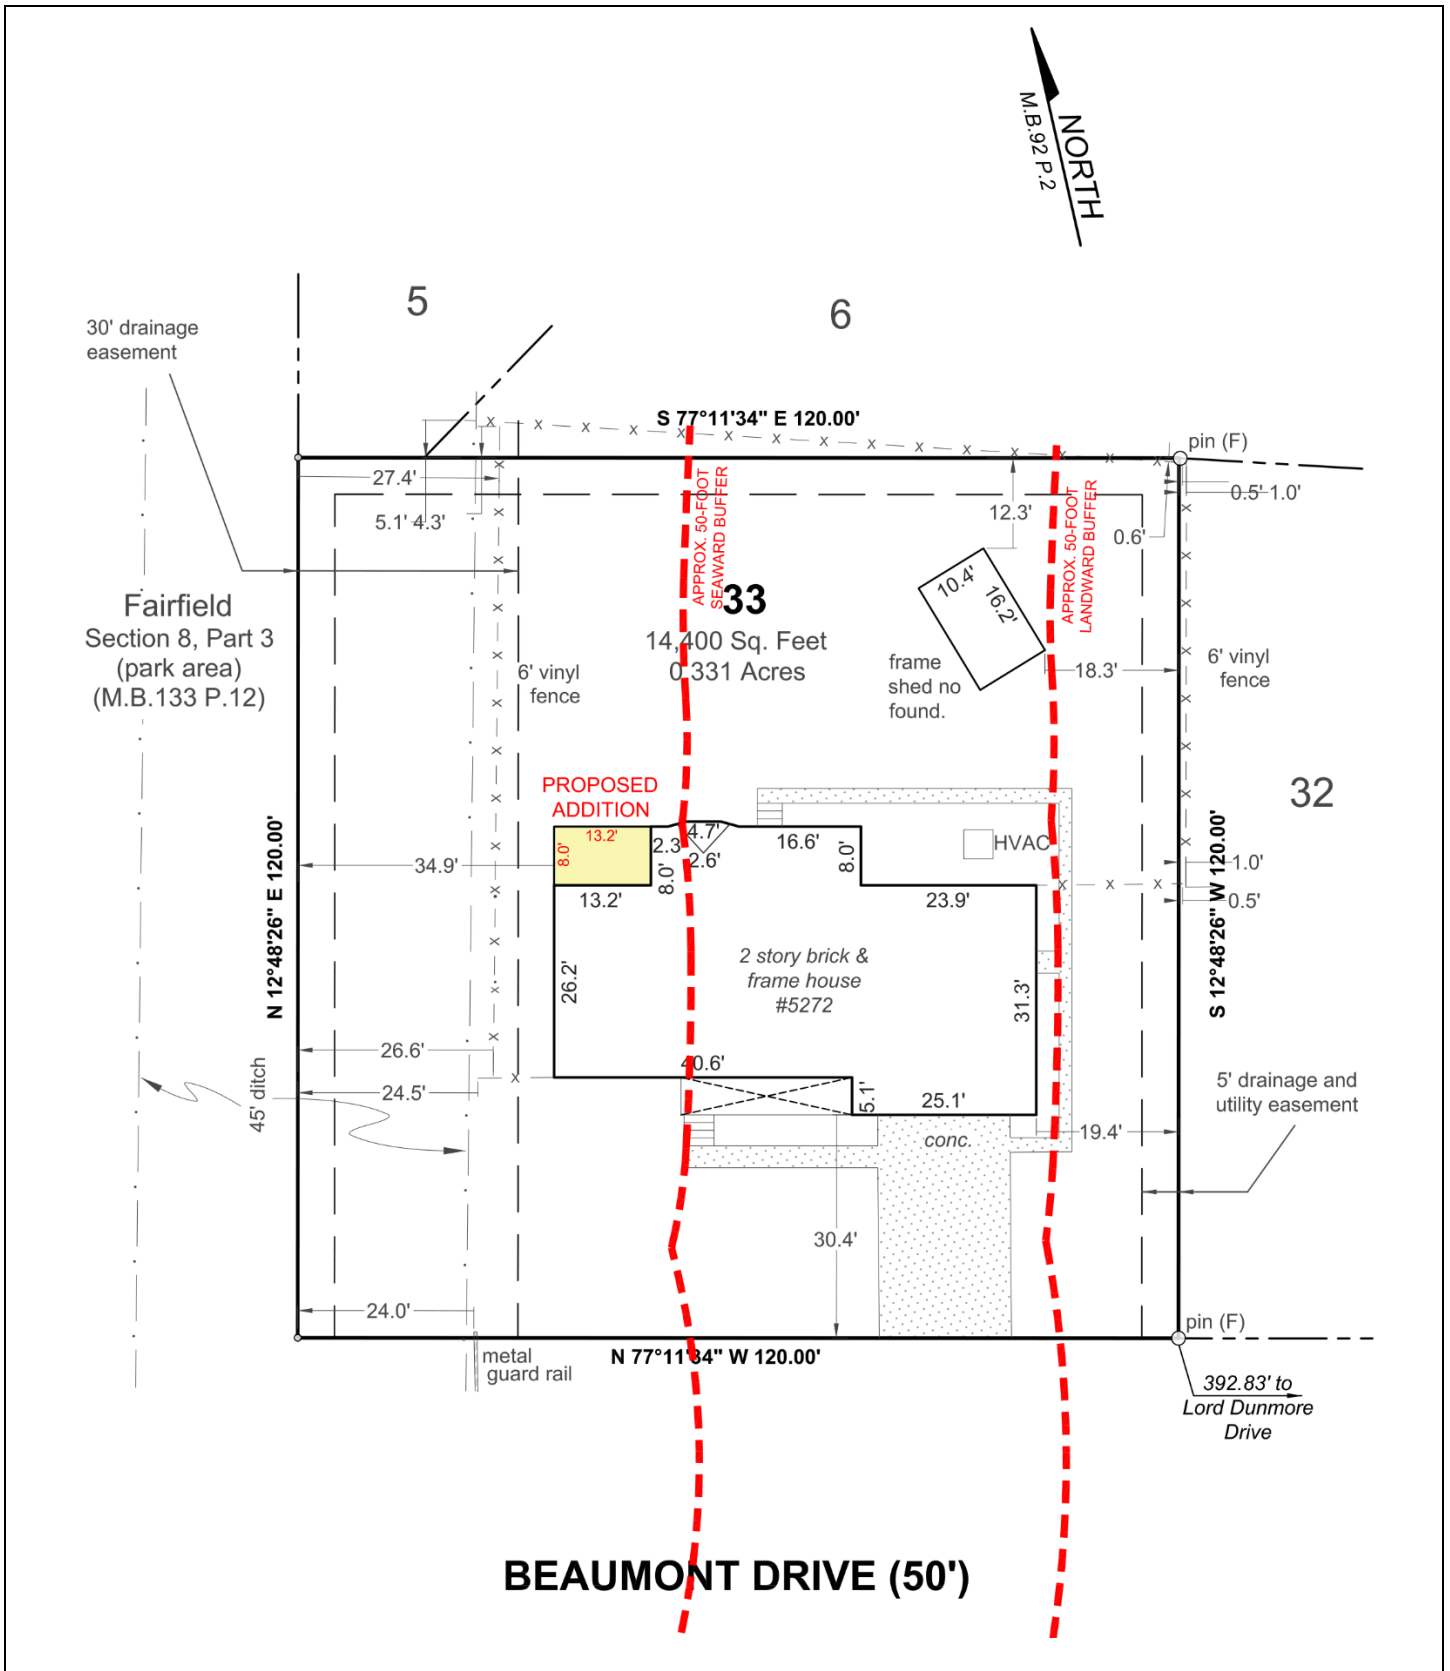 NORTH
M.B.92 P.2
5
6
30' drainage
easement
S 77°11'34" E 120.00'
pin (F)
27.4'
5.1'
4.3'
12.3'
0.5'
1.0'
0.6'
APPROX. 50-FOOT
SEAWARD BUFFER
APPROX. 50-FOOT
LANDWARD BUFFER
33
14,400 Sq. Feet
0.331 Acres
10.4'
16.2'
Fairfield
Section 8, Part 3
(park area)
(M.B.133 P.12)
6' vinyl
fence
frame
shed no
found.
18.3'
6' vinyl
fence
32
PROPOSED
ADDITION
13.2'
8.0'
2.3
4.7'
2.6'
16.6'
8.0'
8.0'
HVAC
34.9'
13.2'
23.9'
1.0'
0.5'
N 12°48'26" E 120.00'
S 12°48'26" W 120.00'
26.2'
2 story brick &
frame house
#5272
31.3'
26.6'
40.6'
24.5'
45' ditch
5.1'
25.1'
5' drainage and
utility easement
conc.
19.4'
30.4'
24.0'
pin (F)
metal
guard rail
N 77°11'34" W 120.00'
392.83' to
Lord Dunmore
Drive
BEAUMONT DRIVE (50')